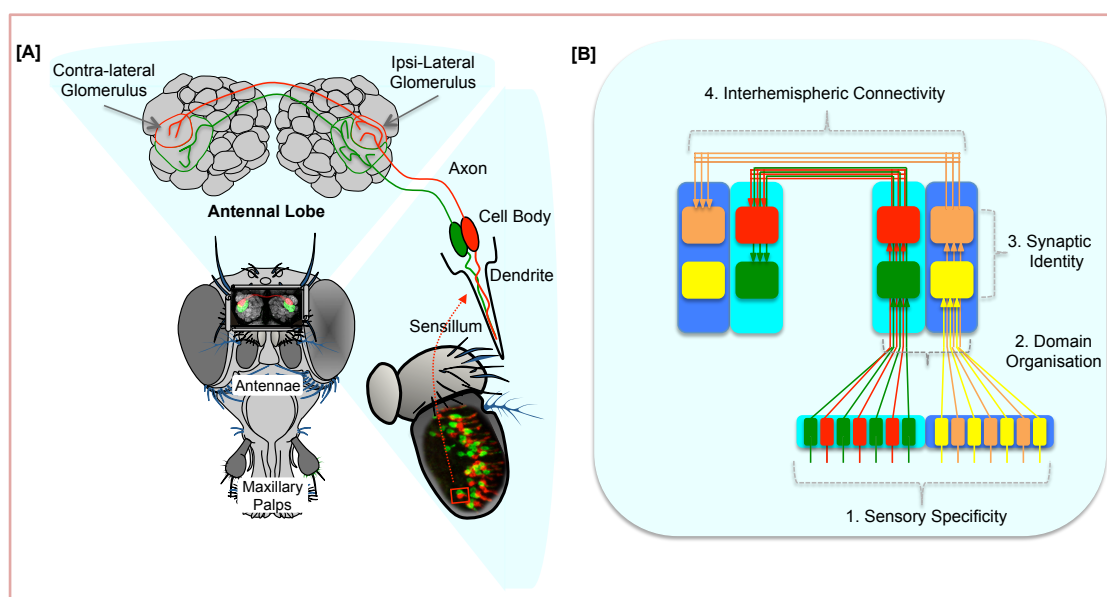 [A]
Contra-lateral
Glomerulus
Ipsi-Lateral
Glomerulus
Axon
Antennal Lobe
Cell Body
Dendrite
Sensillum
Antennae
Maxillary
Palps
[B]
4. Interhemispheric Connectivity
3. Synaptic
Identity
2. Domain
Organisation
1. Sensory Specificity